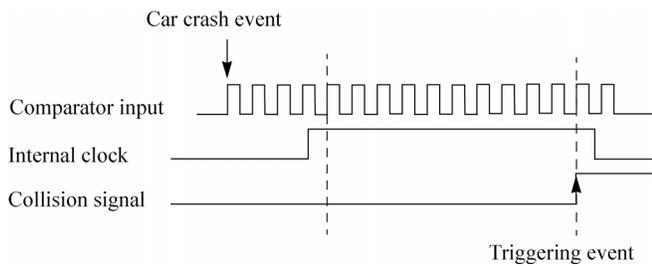 Car crash event
Comparator input
Internal clock
Collision signal
Triggering event